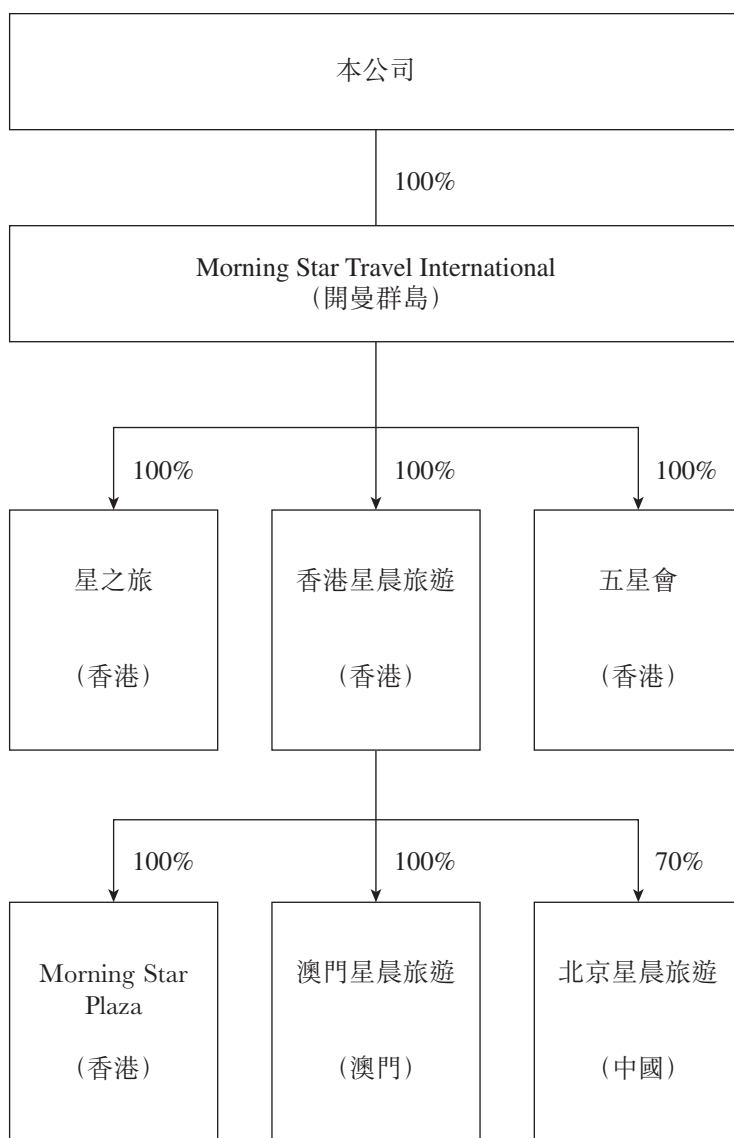 本公司
100%
Morning Star Travel International
（開曼群島）
100%
100%
100%
星之旅
（香港）
香港星晨旅遊
（香港）
五星會
（香港）
100%
100%
70%
Morning Star
Plaza
（香港）
澳門星晨旅遊
（澳門）
北京星晨旅遊
（中國）